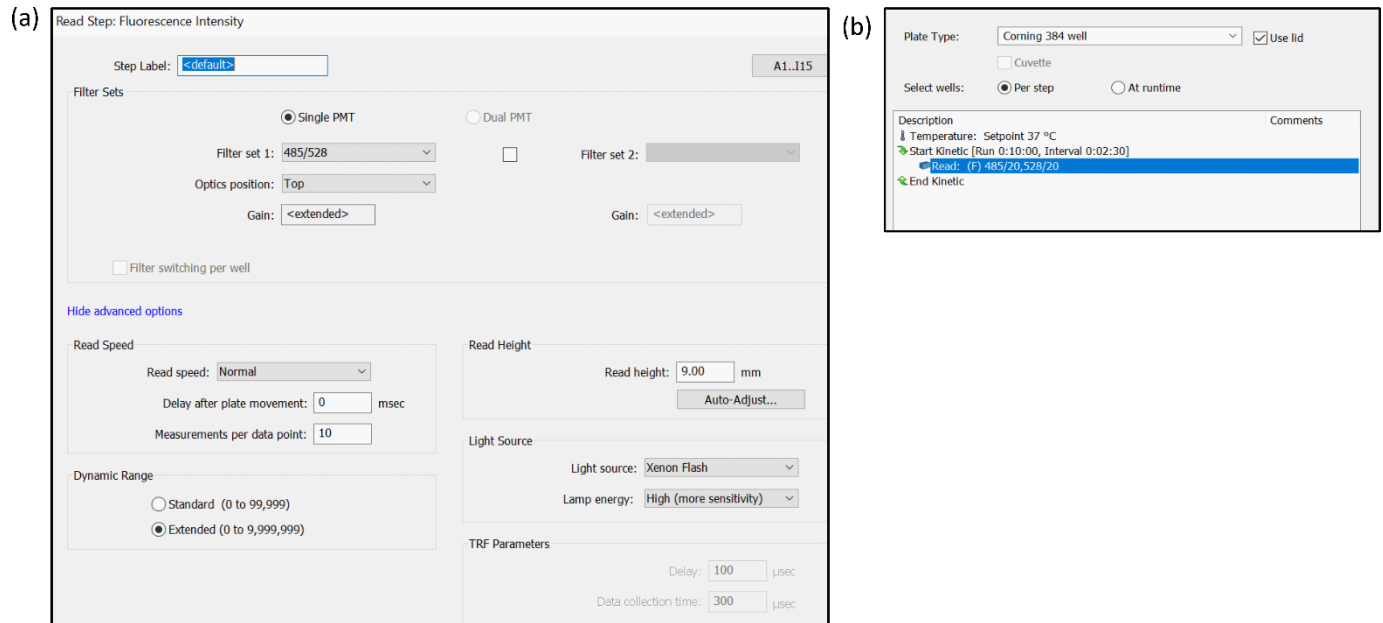 (a)
Read Step: Fluorescence Intensity
Step Label: <default>
A1..I15
Filter Sets
Single PMT
Dual PMT
Filter set 1: 485/528
Filter set 2:
Optics position: Top
Gain: <extended>
Gain: <extended>
Filter switching per well
Hide advanced options
Read Speed
Read speed: Normal
Delay after plate movement: 0 msec
Measurements per data point: 10
Dynamic Range
Standard (0 to 99,999)
Extended (0 to 9,999,999)
Read Height
Read height: 9.00 mm
Auto-Adjust...
Light Source
Light source: Xenon Flash
Lamp energy: High (more sensitivity)
TRF Parameters
Delay: 100 µsec
Data collection time: 300 µsec
(b)
Plate Type: Corning 384 well
Use lid
Cuvette
Select wells: Per step At runtime
Description Comments
Temperature: Setpoint 37 °C
Start Kinetic [Run 0:10:00, Interval 0:02:30]
Read: (F) 485/20,528/20
End Kinetic